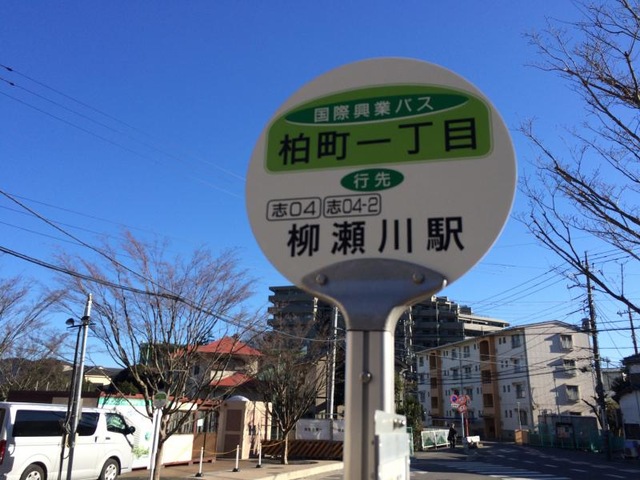 国際興業バス
柏町一丁目
行先
志04 志04-2
柳瀬川駅